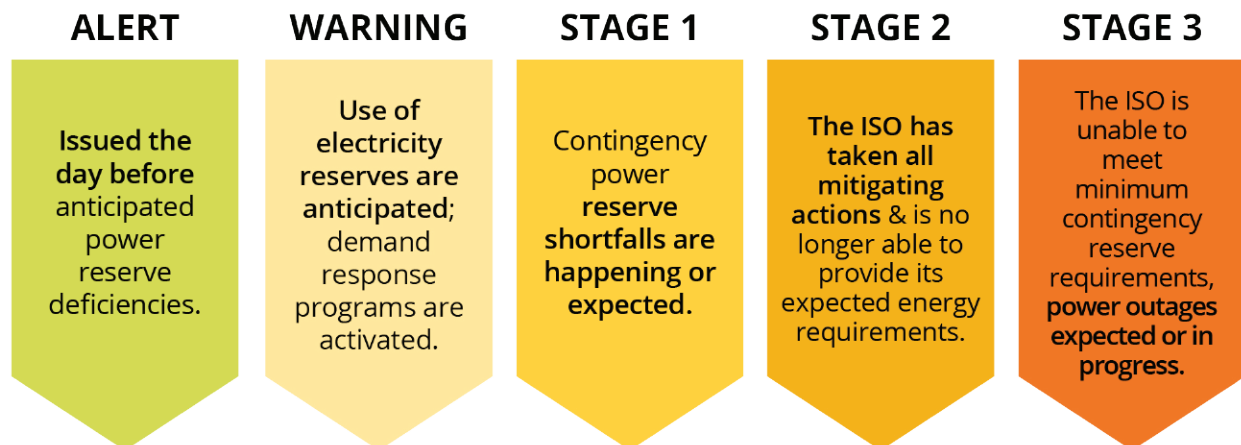 ALERT
Issued the
day before
anticipated
power
reserve
deficiencies.
WARNING
Use of
electricity
reserves are
anticipated;
demand
response
programs are
activated.
STAGE 1
Contingency
power
reserve
shortfalls are
happening or
expected.
STAGE 2
The ISO has
taken all
mitigating
actions & is no
longer able to
provide its
expected energy
requirements.
STAGE 3
The ISO is
unable to
meet
minimum
contingency
reserve
requirements,
power outages
expected or in
progress.